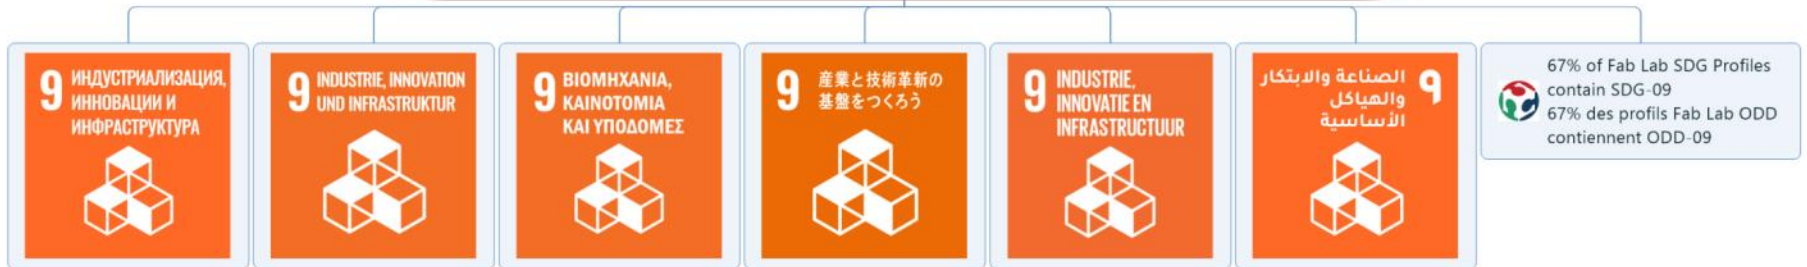 9 ИНДУСТРИАЛИЗАЦИЯ,
ИННОВАЦИИ И
ИНФРАСТРУКТУРА
9 INDUSTRIE, INNOVATION
UND INFRASTRUKTUR
9 ΒΙΟΜΗΧΑΝΙΑ,
ΚΑΙΝΟΤΟΜΙΑ
ΚΑΙ ΥΠΟΔΟΜΕΣ
9 産業と技術革新の
基盤をつくろう
9 INDUSTRIE,
INNOVATIE EN
INFRASTRUCTUUR
٩ الصناعة والابتكار
والهياكل
الأساسية
67% of Fab Lab SDG Profiles
contain SDG-09
67% des profils Fab Lab ODD
contiennent ODD-09